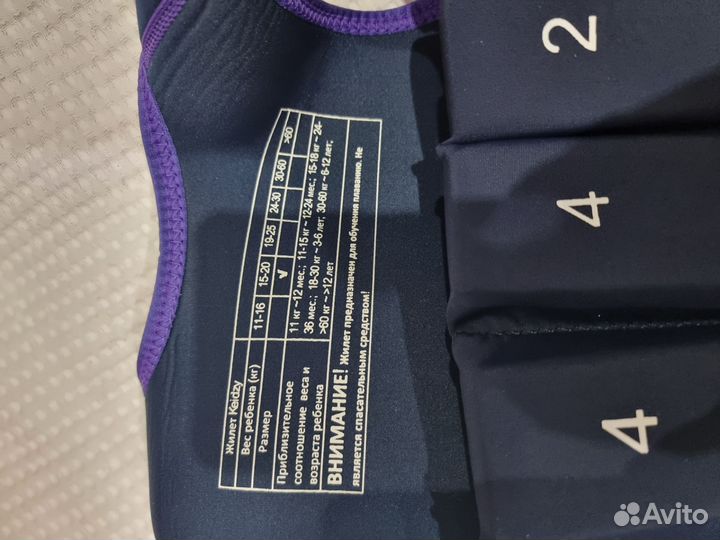 Жилет Keidzy
Вес ребенка (кг) 11-16 15-20 19-25 24-30 30-60 >60
Размер √
Приблизительное 11 кг ~12 мес.; 11-15 кг ~ 12-24 мес.; 15-18 кг ~ 24-
соотношение веса и 36 мес.; 18-30 кг ~ 3-6 лет; 30-60 кг ~ 6-12 лет;
возраста ребенка >60 кг ~ >12 лет
ВНИМАНИЕ! Жилет предназначен для обучения плаванию. Не
является спасательным средством!
2
4
4
Avito